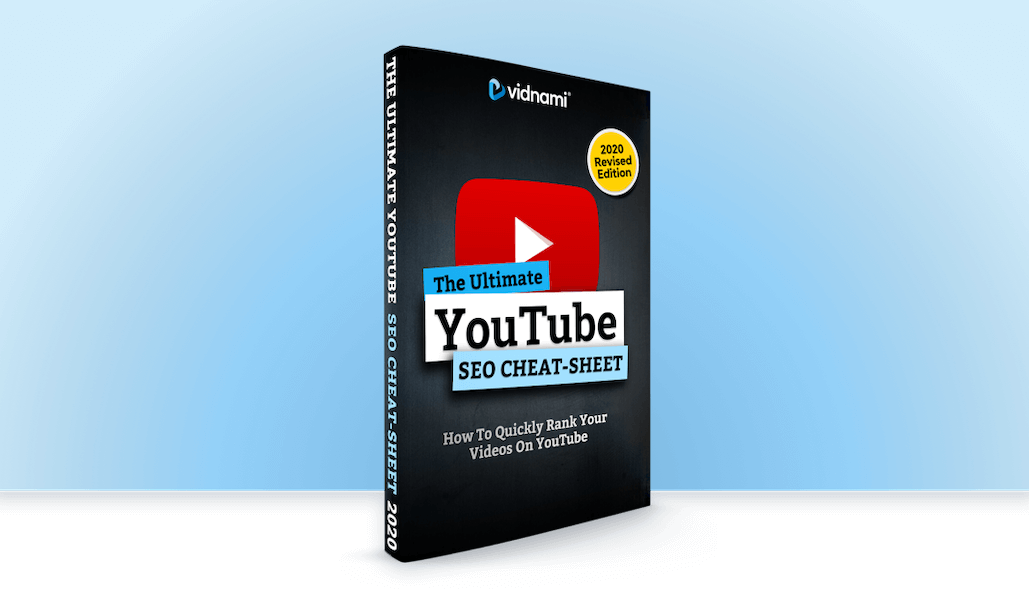 THE ULTIMATE YOUTUBE SEO CHEAT-SHEET 2020
vidnami®
2020
Revised
Edition
The Ultimate
YouTube
SEO CHEAT-SHEET
How To Quickly Rank Your
Videos On YouTube